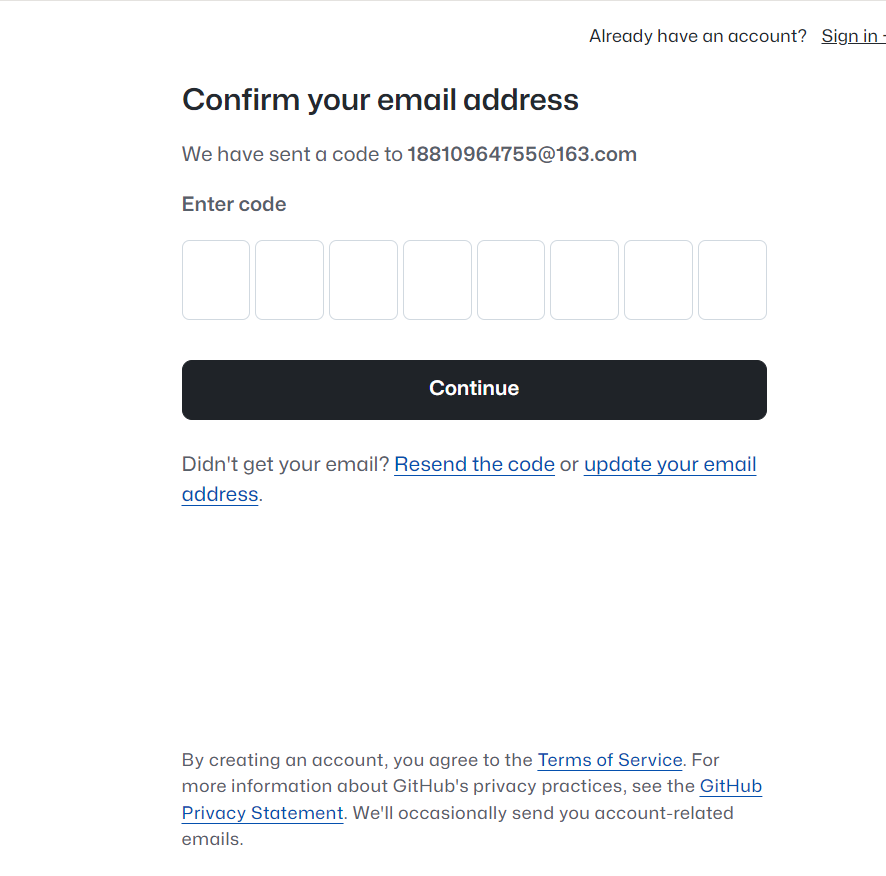 Already have an account? Sign in
Confirm your email address
We have sent a code to 18810964755@163.com
Enter code
Continue
Didn't get your email? Resend the code or update your email
address.
By creating an account, you agree to the Terms of Service. For
more information about GitHub's privacy practices, see the GitHub
Privacy Statement. We'll occasionally send you account-related
emails.